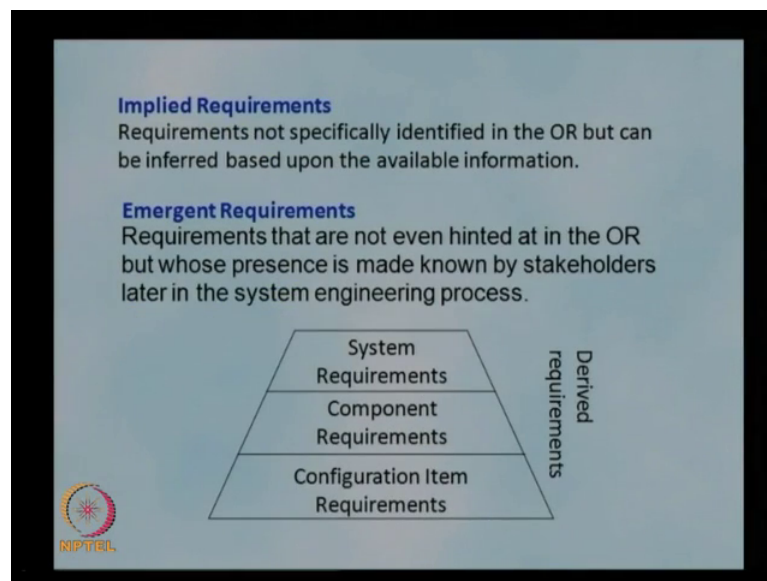 Implied Requirements
Requirements not specifically identified in the OR but can
be inferred based upon the available information.
Emergent Requirements
Requirements that are not even hinted at in the OR
but whose presence is made known by stakeholders
later in the system engineering process.
System
Requirements
Component
Requirements
Configuration Item
Requirements
Derived
requirements
NPTEL